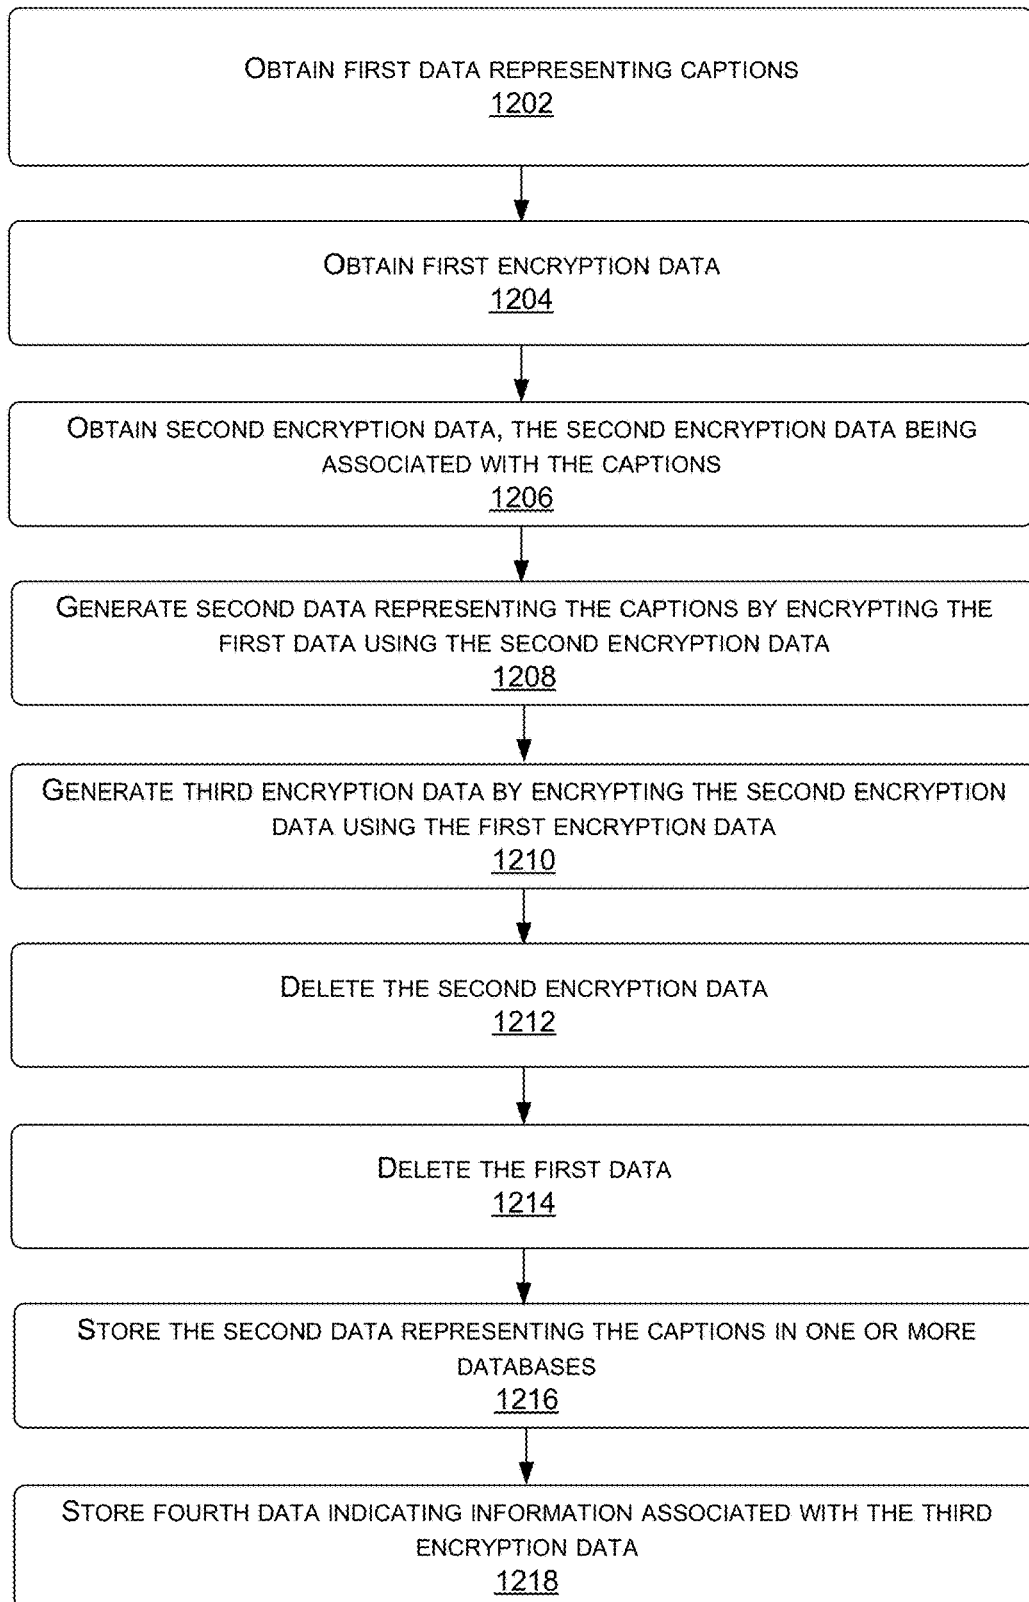 OBTAIN FIRST DATA REPRESENTING CAPTIONS
1202
OBTAIN FIRST ENCRYPTION DATA
1204
OBTAIN SECOND ENCRYPTION DATA, THE SECOND ENCRYPTION DATA BEING
ASSOCIATED WITH THE CAPTIONS
1206
GENERATE SECOND DATA REPRESENTING THE CAPTIONS BY ENCRYPTING THE
FIRST DATA USING THE SECOND ENCRYPTION DATA
1208
GENERATE THIRD ENCRYPTION DATA BY ENCRYPTING THE SECOND ENCRYPTION
DATA USING THE FIRST ENCRYPTION DATA
1210
DELETE THE SECOND ENCRYPTION DATA
1212
DELETE THE FIRST DATA
1214
STORE THE SECOND DATA REPRESENTING THE CAPTIONS IN ONE OR MORE
DATABASES
1216
STORE FOURTH DATA INDICATING INFORMATION ASSOCIATED WITH THE THIRD
ENCRYPTION DATA
1218